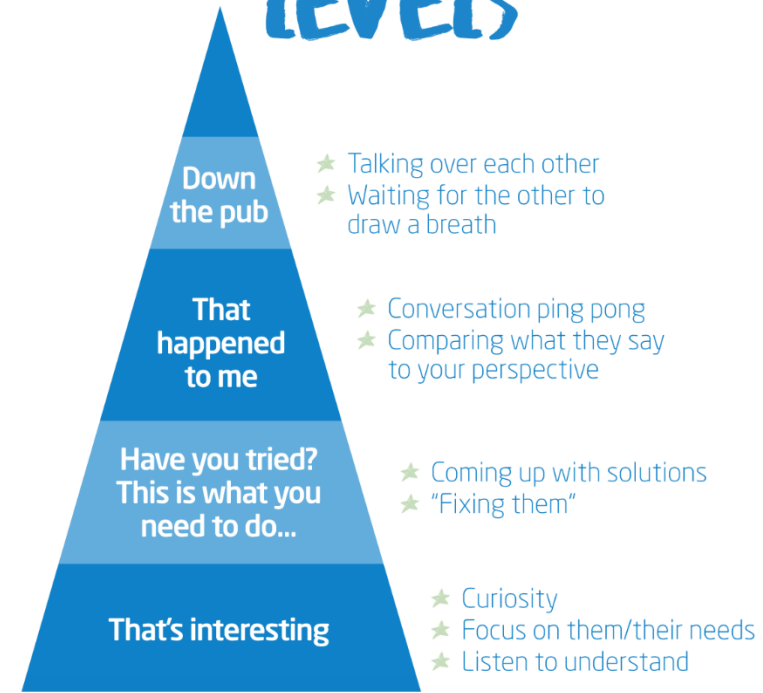 LEVELS
Down
the pub
★ Talking over each other
★ Waiting for the other to
draw a breath
That
happened
to me
★ Conversation ping pong
★ Comparing what they say
to your perspective
Have you tried?
This is what you
need to do...
★ Coming up with solutions
★ "Fixing them"
That's interesting
★ Curiosity
★ Focus on them/their needs
★ Listen to understand